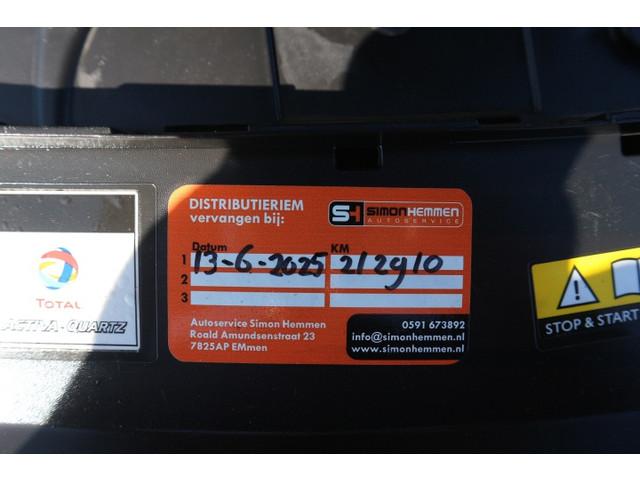 DISTRIBUTIERIEM
vervangen bij:
SH SIMONHEMMEN
AUTOSERVICE
Datum KM
1 13-6-2025 212910
2
3
Autoservice Simon Hemmen
Roald Amundsenstraat 23
7825AP EMmen
0591 673892
info@simonhemmen.nl
www.simonhemmen.nl
TOTAL
ACTIVA-QUARTZ
STOP & START